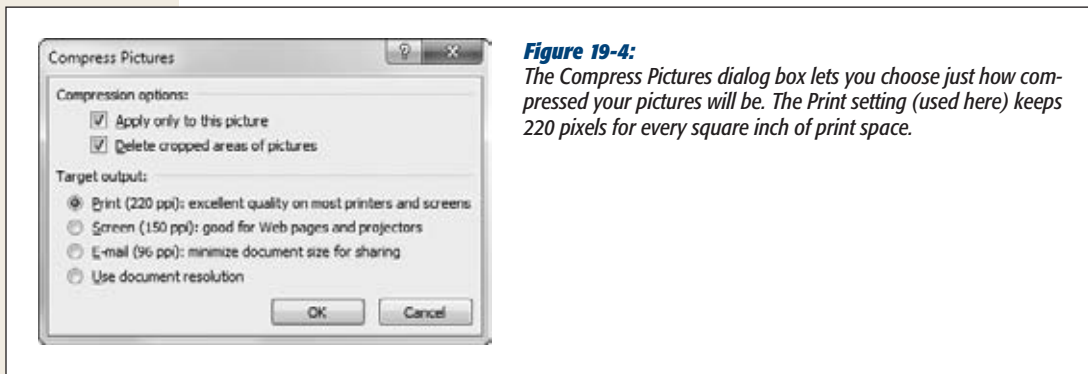 Compress Pictures
Compression options:
Apply only to this picture
Delete cropped areas of pictures
Target output:
Print (220 ppi): excellent quality on most printers and screens
Screen (150 ppi): good for Web pages and projectors
E-mail (96 ppi): minimize document size for sharing
Use document resolution
OK Cancel
Figure 19-4:
The Compress Pictures dialog box lets you choose just how com-
pressed your pictures will be. The Print setting (used here) keeps
220 pixels for every square inch of print space.